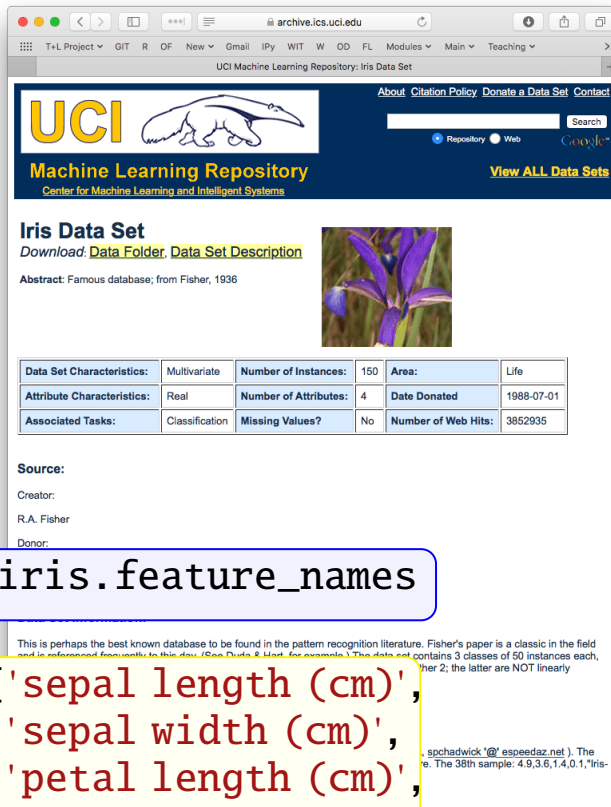 archive.ics.uci.edu
T+L Project GIT R OF New Gmail IPy WIT W OD FL Modules Main Teaching
UCI Machine Learning Repository: Iris Data Set
About Citation Policy Donate a Data Set Contact
UCI
Search
Repository Web Google™
Machine Learning Repository
View ALL Data Sets
Center for Machine Learning and Intelligent Systems
Iris Data Set
Download: Data Folder, Data Set Description
Abstract: Famous database; from Fisher, 1936
Data Set Characteristics: Multivariate Number of Instances: 150 Area: Life
Attribute Characteristics: Real Number of Attributes: 4 Date Donated 1988-07-01
Associated Tasks: Classification Missing Values? No Number of Web Hits: 3852935
Source:
Creator:
R.A. Fisher
Donor:
iris.feature_names
This is perhaps the best known database to be found in the pattern recognition literature. Fisher's paper is a classic in the field
and is referenced frequently to this day. (See Duda & Hart, for example.) The data set contains 3 classes of 50 instances each,
her 2; the latter are NOT linearly
['sepal length (cm)',
'sepal width (cm)',
, spchadwick '@' espeedaz.net ). The
e. The 38th sample: 4.9,3.6,1.4,0.1,"Iris-
'petal length (cm)',